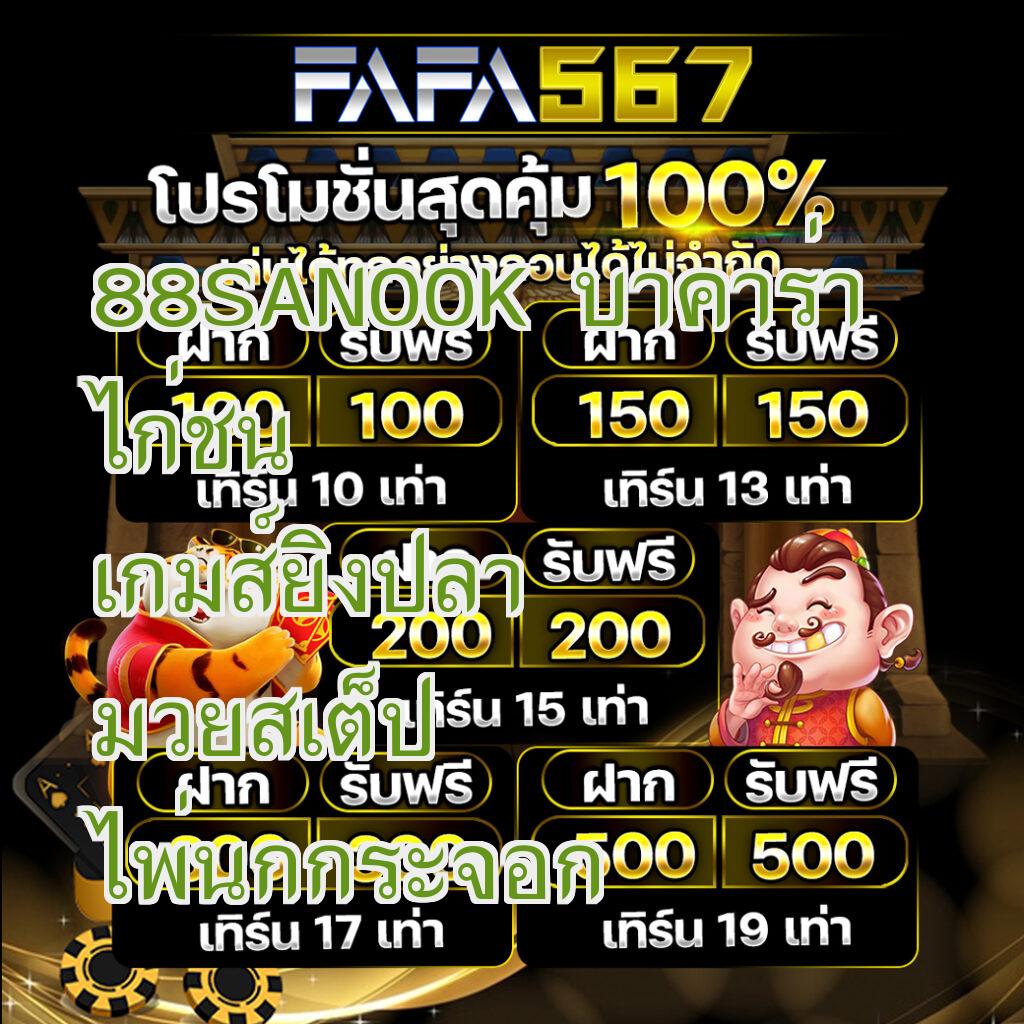 FAFA567
โปรโมชั่นสุดคุ้ม 100%
88SANOOK บาคาร่า
ฝาก รับฟรี ฝาก รับฟรี
100 100 150 150
ไก่ชน
เทิร์น 10 เท่า เทิร์น 13 เท่า
เกมส์ยิงปลา
ฝาก รับฟรี
200 200
มวยสเต็ป
เทิร์น 15 เท่า
ฝาก รับฟรี ฝาก รับฟรี
500 500
ไพ่นกกระจอก
เทิร์น 17 เท่า เทิร์น 19 เท่า